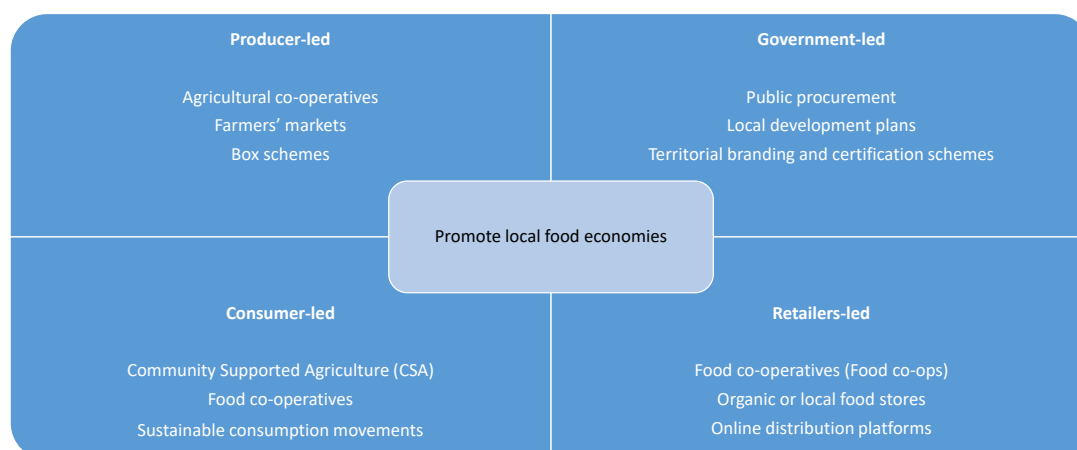 Producer-led
Agricultural co-operatives
Farmers’ markets
Box schemes
Government-led
Public procurement
Local development plans
Territorial branding and certification schemes
Promote local food economies
Consumer-led
Community Supported Agriculture (CSA)
Food co-operatives
Sustainable consumption movements
Retailers-led
Food co-operatives (Food co-ops)
Organic or local food stores
Online distribution platforms